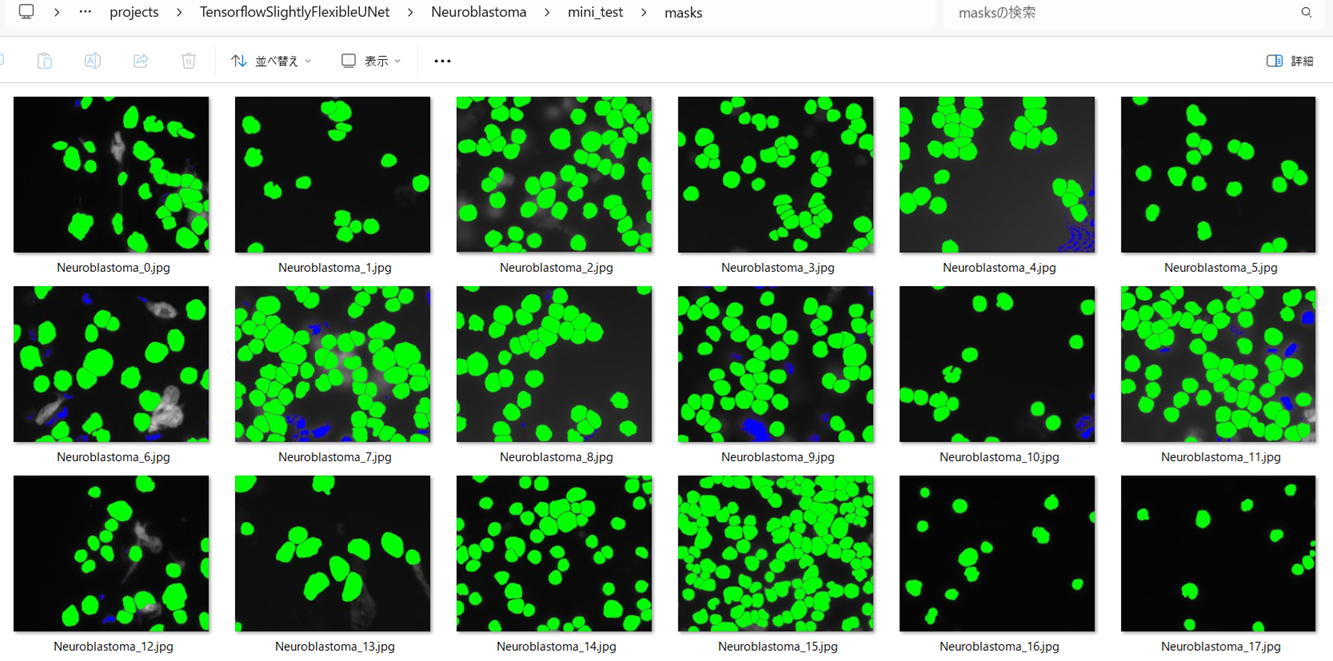 projects > TensorflowSlightlyFlexibleUNet > Neuroblastoma > mini_test > masks
masksの検索
並べ替え
表示
詳細
Neuroblastoma_0.jpg
Neuroblastoma_1.jpg
Neuroblastoma_2.jpg
Neuroblastoma_3.jpg
Neuroblastoma_4.jpg
Neuroblastoma_5.jpg
Neuroblastoma_6.jpg
Neuroblastoma_7.jpg
Neuroblastoma_8.jpg
Neuroblastoma_9.jpg
Neuroblastoma_10.jpg
Neuroblastoma_11.jpg
Neuroblastoma_12.jpg
Neuroblastoma_13.jpg
Neuroblastoma_14.jpg
Neuroblastoma_15.jpg
Neuroblastoma_16.jpg
Neuroblastoma_17.jpg